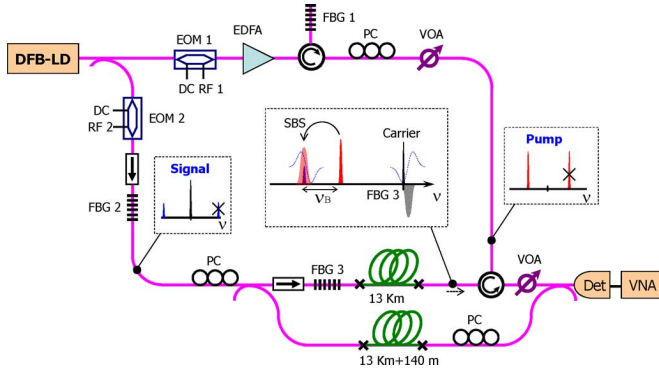 FBG 1
EDFA
EOM 1
PC
VOA
DFB-LD
DC RF 1
DC
RF 2
EOM 2
SBS
Carrier
Pump
ν
Signal
FBG 2
ν
νB
FBG 3
ν
PC
FBG 3
VOA
13 Km
Det
VNA
PC
13 Km+140 m